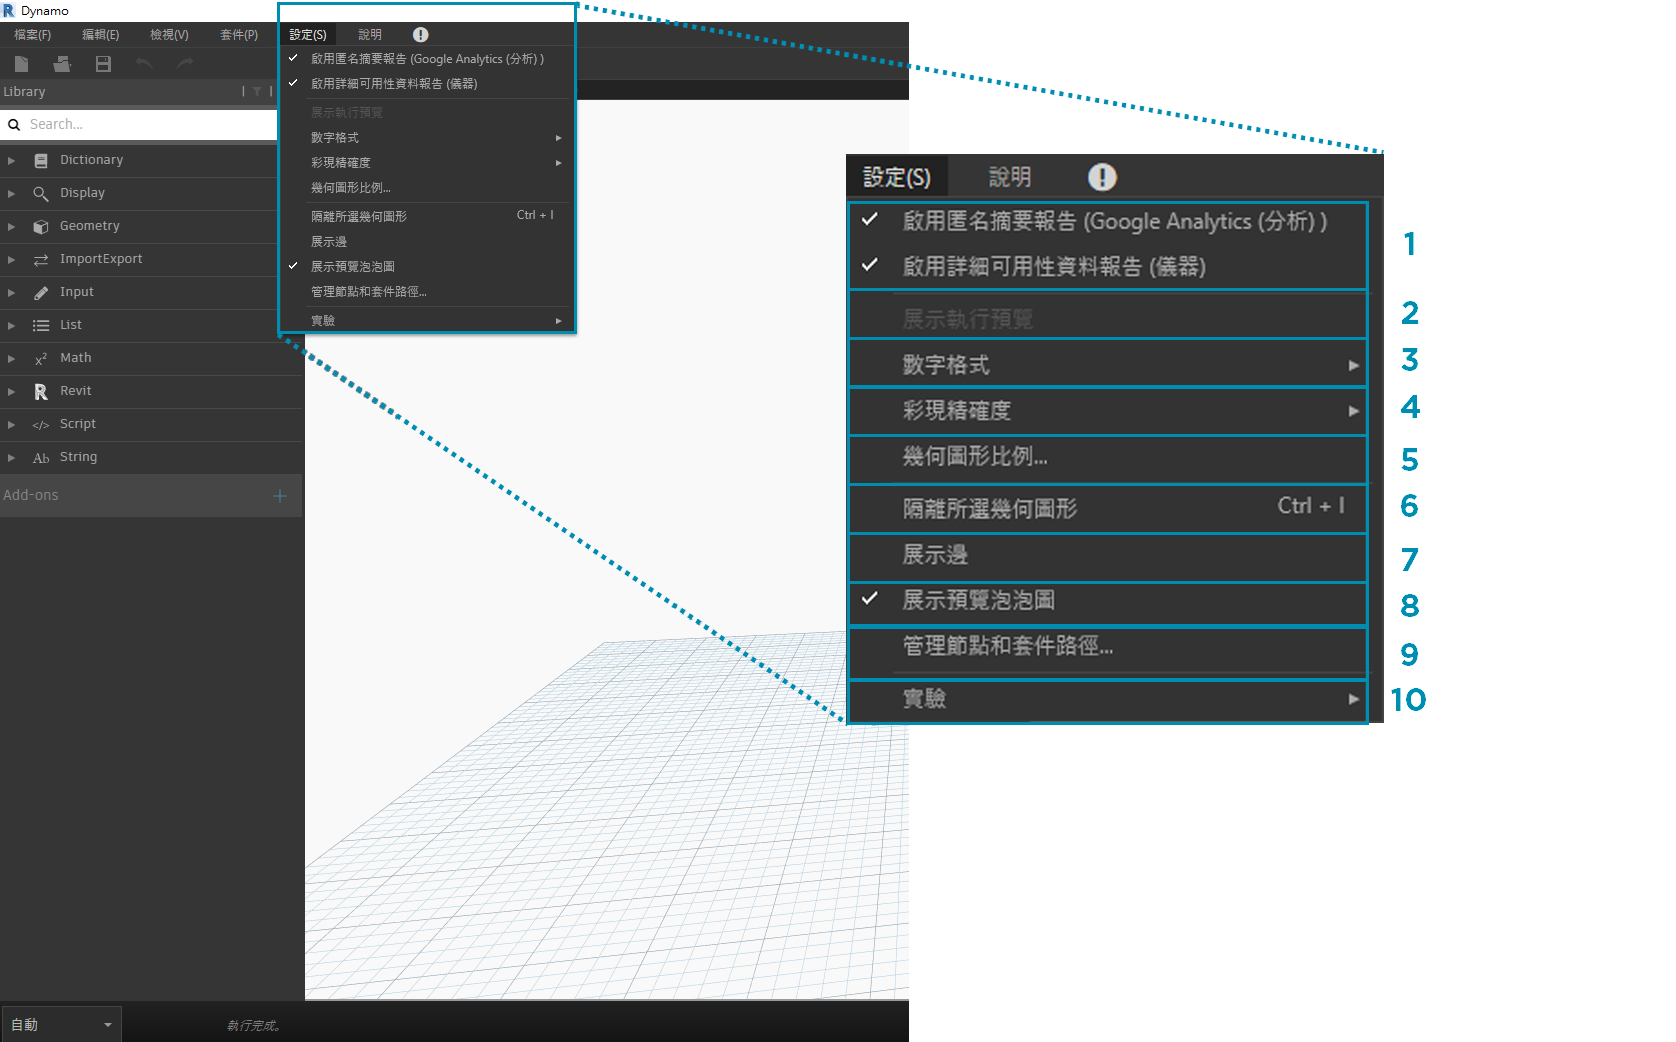 Dynamo
檔案(F) 編輯(E) 檢視(V) 套件(P) 設定(S) 說明
啟用匿名摘要報告 (Google Analytics (分析) )
啟用詳細可用性資料報告 (儀器)
展示執行預覽
數字格式
彩現精確度
幾何圖形比例...
隔離所選幾何圖形 Ctrl + I
展示邊
展示預覽泡泡圖
管理節點和套件路徑...
實驗
Library
Search...
Dictionary
Display
Geometry
ImportExport
Input
List
Math
Revit
Script
String
Add-ons
自動
執行完成。
設定(S) 說明
啟用匿名摘要報告 (Google Analytics (分析) )
啟用詳細可用性資料報告 (儀器)
1
展示執行預覽 2
數字格式 3
彩現精確度 4
幾何圖形比例... 5
隔離所選幾何圖形 Ctrl + I 6
展示邊 7
展示預覽泡泡圖 8
管理節點和套件路徑... 9
實驗 10